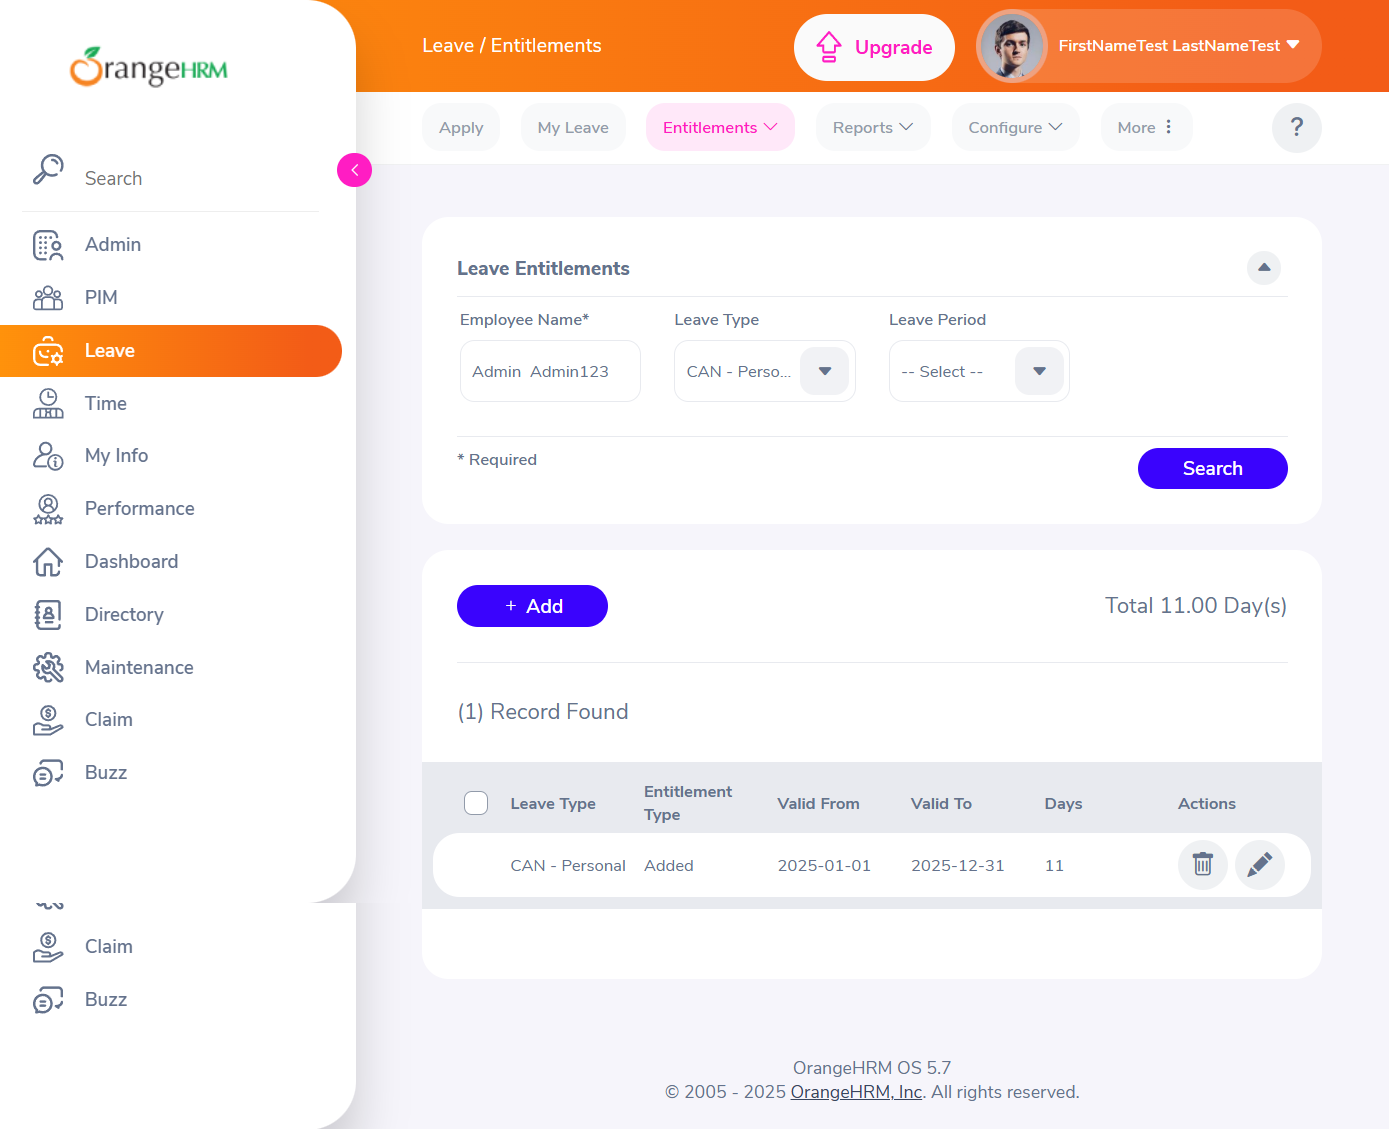 OrangeHRM
Leave / Entitlements
Upgrade
FirstNameTest LastNameTest
Apply
My Leave
Entitlements
Reports
Configure
More
?
Search
Admin
PIM
Leave
Time
My Info
Performance
Dashboard
Directory
Maintenance
Claim
Buzz
Claim
Buzz
Leave Entitlements
Employee Name* Leave Type Leave Period
Admin  Admin123 CAN - Perso... -- Select --
* Required
Search
+ Add
Total 11.00 Day(s)
(1) Record Found
Leave Type Entitlement Type Valid From Valid To Days Actions
CAN - Personal Added 2025-01-01 2025-12-31 11
OrangeHRM OS 5.7
© 2005 - 2025 OrangeHRM, Inc. All rights reserved.